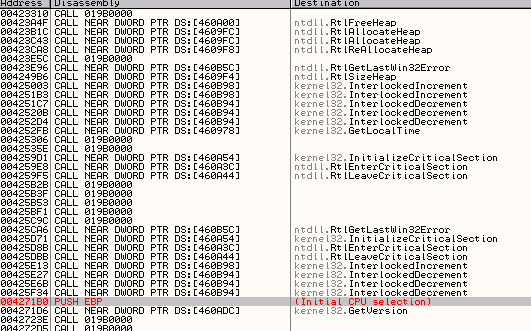 Address Disassembly Destination
00423310 CALL 019B0000
00423A4F CALL NEAR DWORD PTR DS:[460A00] ntdll.RtlFreeHeap
00423B1C CALL NEAR DWORD PTR DS:[4609FC] ntdll.RtlAllocateHeap
00423C43 CALL NEAR DWORD PTR DS:[4609FC] ntdll.RtlAllocateHeap
00423CA8 CALL NEAR DWORD PTR DS:[4609F8] ntdll.RtlReAllocateHeap
00423E5C CALL 019B0000
00423E96 CALL NEAR DWORD PTR DS:[460B5C] ntdll.RtlGetLastWin32Error
004249B6 CALL NEAR DWORD PTR DS:[4609F4] ntdll.RtlSizeHeap
00425003 CALL NEAR DWORD PTR DS:[460B98] kernel32.InterlockedIncrement
004251B3 CALL NEAR DWORD PTR DS:[460B98] kernel32.InterlockedIncrement
004251C7 CALL NEAR DWORD PTR DS:[460B94] kernel32.InterlockedDecrement
0042520B CALL NEAR DWORD PTR DS:[460B94] kernel32.InterlockedDecrement
004252D4 CALL NEAR DWORD PTR DS:[460B94] kernel32.InterlockedDecrement
004252FB CALL NEAR DWORD PTR DS:[460978] kernel32.GetLocalTime
00425306 CALL 019B0000
0042535E CALL 019B0000
004259D1 CALL NEAR DWORD PTR DS:[460A54] kernel32.InitializeCriticalSection
004259E8 CALL NEAR DWORD PTR DS:[460A3C] ntdll.RtlEnterCriticalSection
004259F5 CALL NEAR DWORD PTR DS:[460A44] ntdll.RtlLeaveCriticalSection
00425B2B CALL 019B0000
00425B3F CALL 019B0000
00425B53 CALL 019B0000
00425BF1 CALL 019B0000
00425C9C CALL 019B0000
00425CA6 CALL NEAR DWORD PTR DS:[460B5C] ntdll.RtlGetLastWin32Error
00425D71 CALL NEAR DWORD PTR DS:[460A54] kernel32.InitializeCriticalSection
00425D88 CALL NEAR DWORD PTR DS:[460A3C] ntdll.RtlEnterCriticalSection
00425D8B CALL NEAR DWORD PTR DS:[460A44] ntdll.RtlLeaveCriticalSection
00425E13 CALL NEAR DWORD PTR DS:[460B98] kernel32.InterlockedIncrement
00425E27 CALL NEAR DWORD PTR DS:[460B94] kernel32.InterlockedDecrement
00425E6B CALL NEAR DWORD PTR DS:[460B94] kernel32.InterlockedDecrement
00425F34 CALL NEAR DWORD PTR DS:[460B94] kernel32.InterlockedDecrement
004271B0 PUSH EBP (Initial CPU selection)
004271D6 CALL NEAR DWORD PTR DS:[460ADC] kernel32.GetVersion
0042723E CALL 019B0000
004272D5 CALL 019B0000